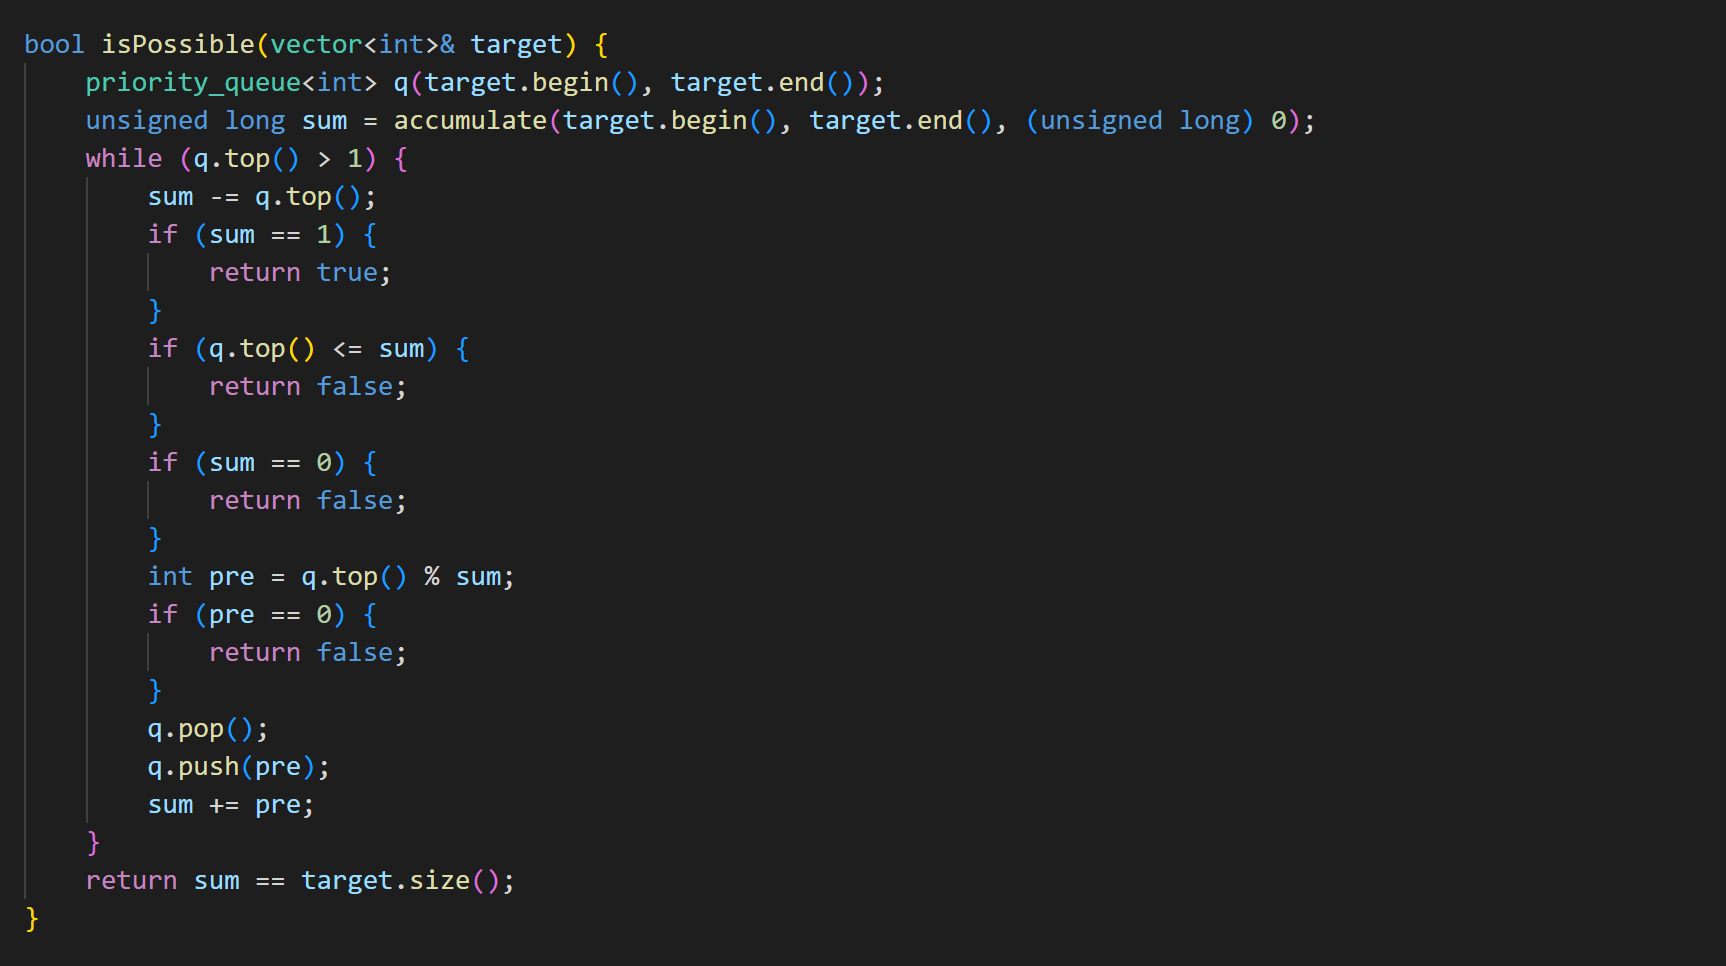 bool isPossible(vector<int>& target) {
    priority_queue<int> q(target.begin(), target.end());
    unsigned long sum = accumulate(target.begin(), target.end(), (unsigned long) 0);
    while (q.top() > 1) {
        sum -= q.top();
        if (sum == 1) {
            return true;
        }
        if (q.top() <= sum) {
            return false;
        }
        if (sum == 0) {
            return false;
        }
        int pre = q.top() % sum;
        if (pre == 0) {
            return false;
        }
        q.pop();
        q.push(pre);
        sum += pre;
    }
    return sum == target.size();
}